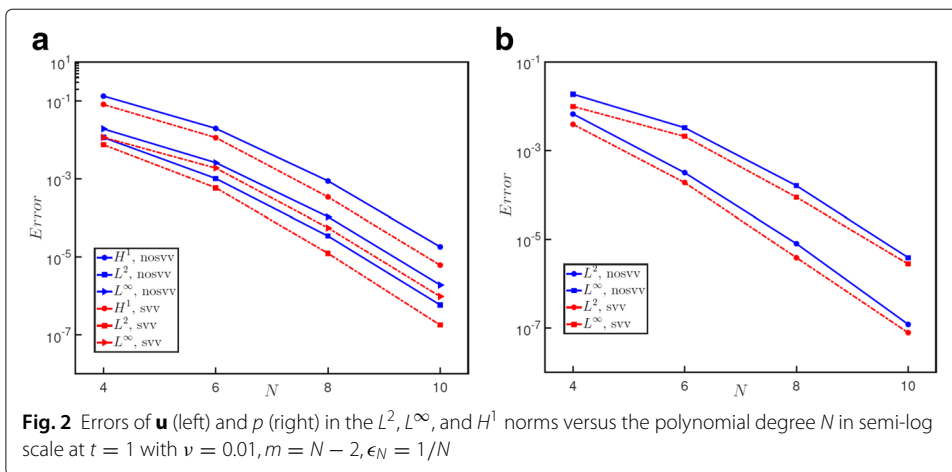 a
10^1
10^-1
10^-3
10^-5
10^-7
Error
H^1, nosvv
L^2, nosvv
L^∞, nosvv
H^1, svv
L^2, svv
L^∞, svv
4
6
N
8
10
b
10^-1
10^-3
10^-5
10^-7
Error
L^2, nosvv
L^∞, nosvv
L^2, svv
L^∞, svv
4
6
N
8
10
Fig. 2 Errors of u (left) and p (right) in the L^2, L^∞, and H^1 norms versus the polynomial degree N in semi-log
scale at t = 1 with ν = 0.01, m = N − 2, ϵ_N = 1/N